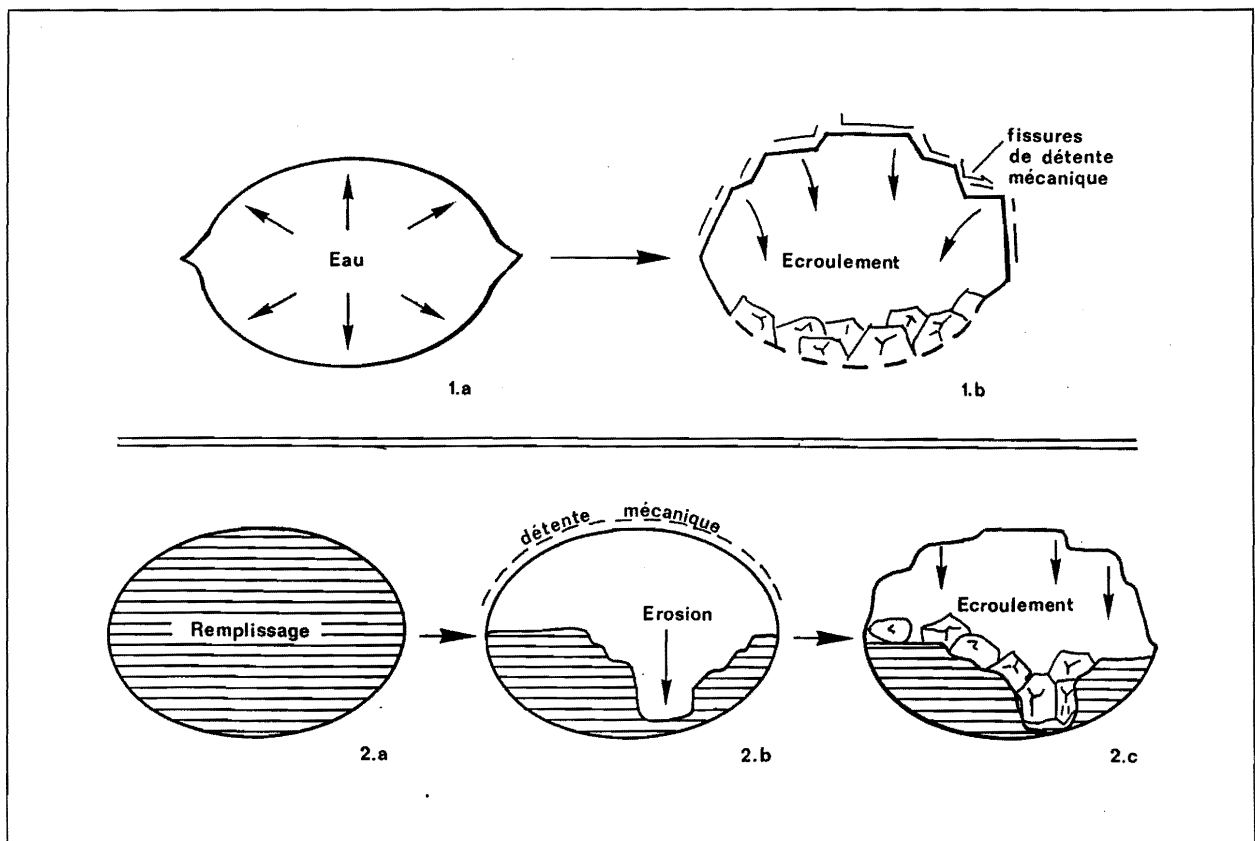 fissures
de détente
mécanique
Eau
Ecroulement
1.a
1.b
détente mécanique
Remplissage
Erosion
Ecroulement
2.a
2.b
2.c